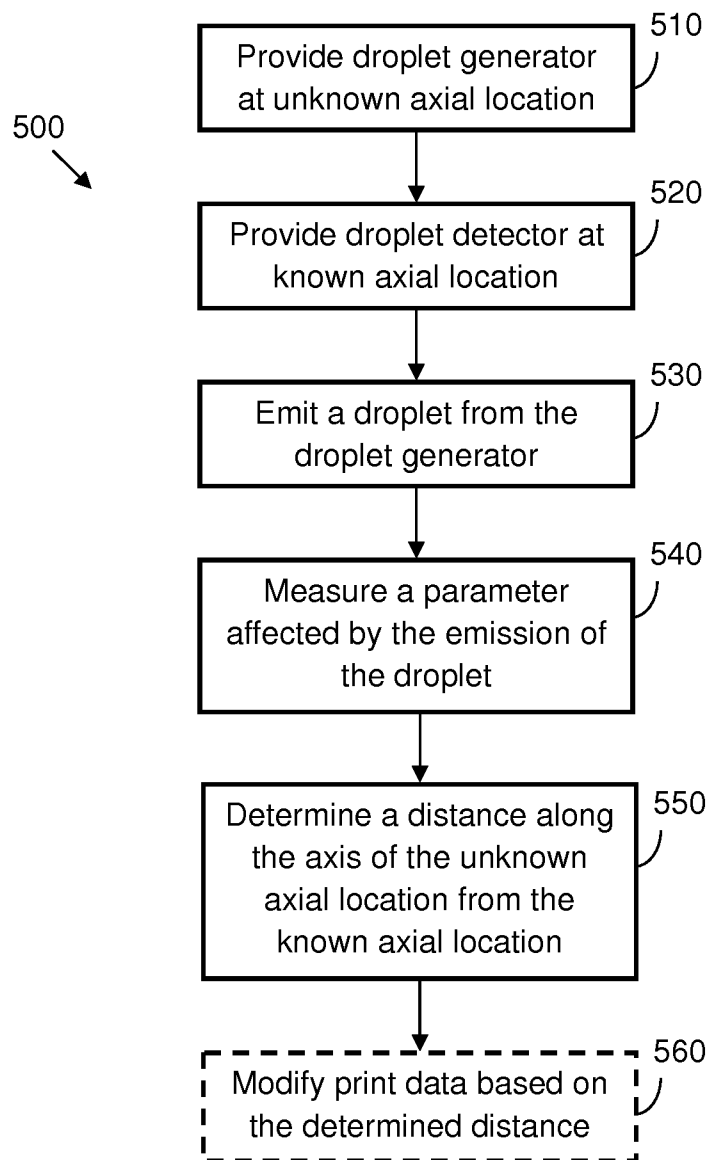 510
Provide droplet generator
at unknown axial location
500
520
Provide droplet detector at
known axial location
530
Emit a droplet from the
droplet generator
540
Measure a parameter
affected by the emission of
the droplet
550
Determine a distance along
the axis of the unknown
axial location from the
known axial location
560
Modify print data based on
the determined distance